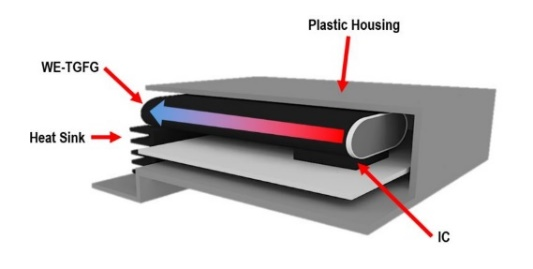 Plastic Housing
WE-TGFG
Heat Sink
IC